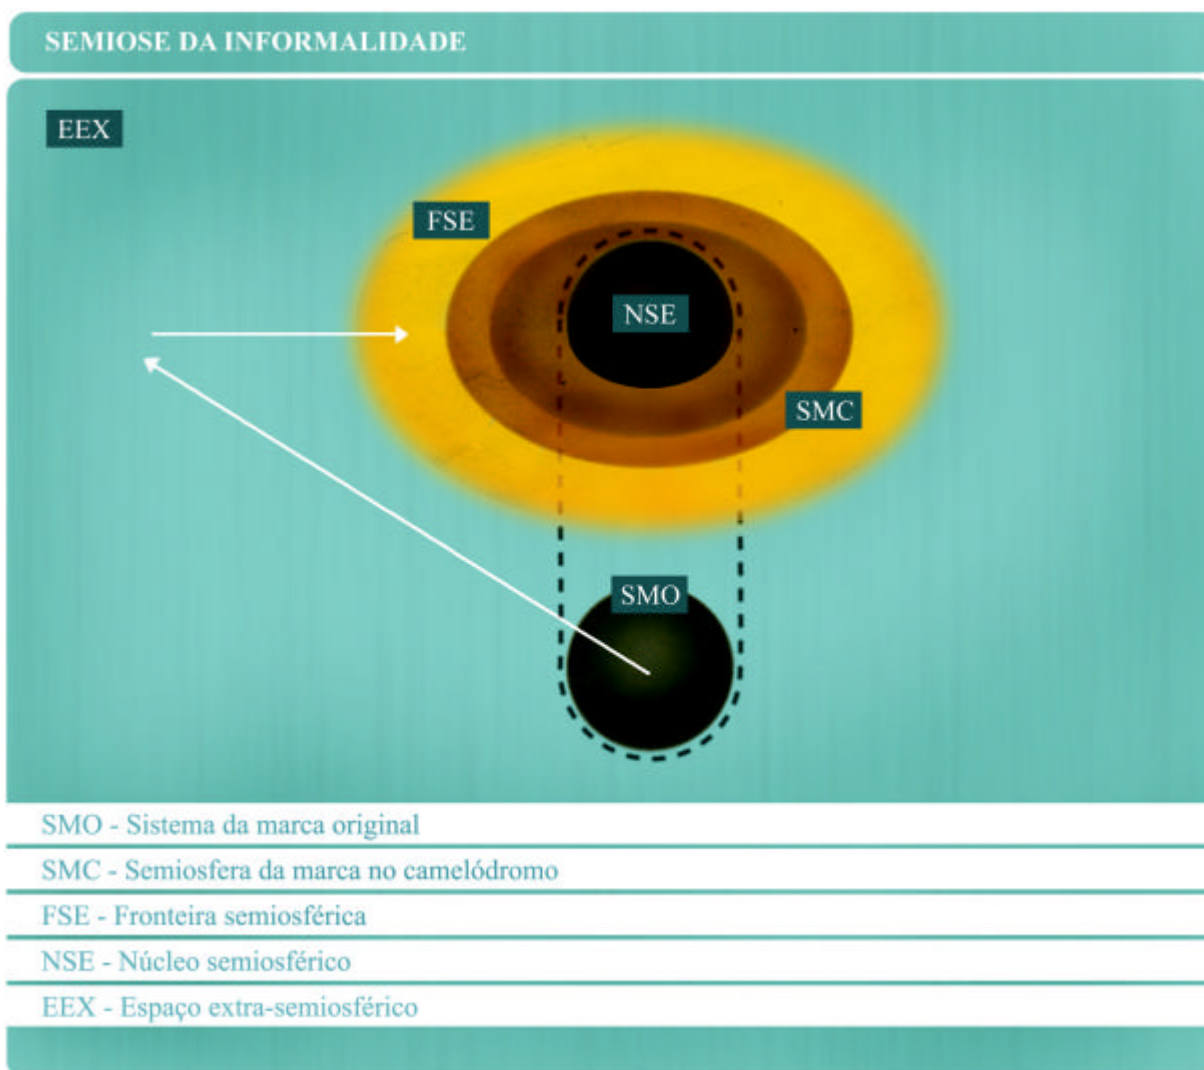 SEMIOSE DA INFORMALIDADE
EEX
FSE
NSE
SMC
SMO
SMO - Sistema da marca original
SMC - Semiosfera da marca no camelódromo
FSE - Fronteira semiosférica
NSE - Núcleo semiosférico
EEX - Espaço extra-semiosférico